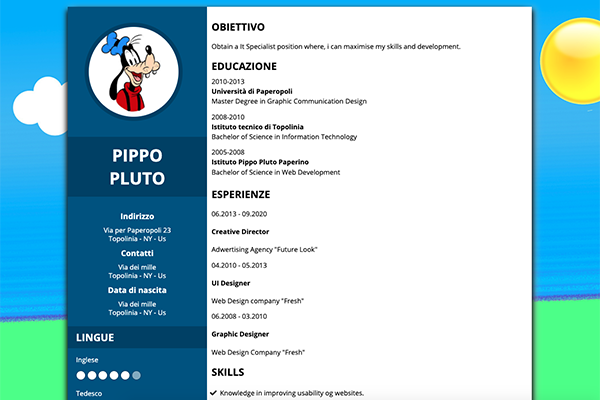 PIPPO
PLUTO
Indirizzo
Via per Paperopoli 23
Topolinia - NY - Us
Contatti
Via dei mille
Topolinia - NY - Us
Data di nascita
Via dei mille
Topolinia - NY - Us
LINGUE
Inglese
Tedesco
OBIETTIVO
Obtain a It Specialist position where, i can maximise my skills and development.
EDUCAZIONE
2010-2013
Università di Paperopoli
Master Degree in Graphic Communication Design
2008-2010
Istituto tecnico di Topolinia
Bachelor of Science in Information Technology
2005-2008
Istituto Pippo Pluto Paperino
Bachelor of Science in Web Development
ESPERIENZE
06.2013 - 09.2020
Creative Director
Adwertising Agency "Future Look"
04.2010 - 05.2013
UI Designer
Web Design company "Fresh"
06.2008 - 03.2010
Graphic Designer
Web Design Company "Fresh"
SKILLS
Knowledge in improving usability og websites.